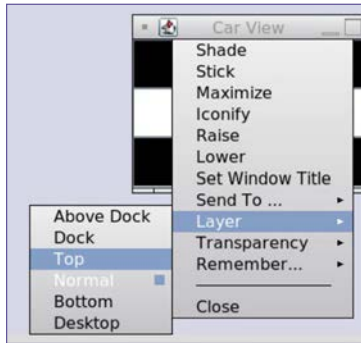 Car View
Shade
Stick
Maximize
Iconify
Raise
Lower
Set Window Title
Send To ...
Layer
Transparency
Remember...
Close
Above Dock
Dock
Top
Normal
Bottom
Desktop